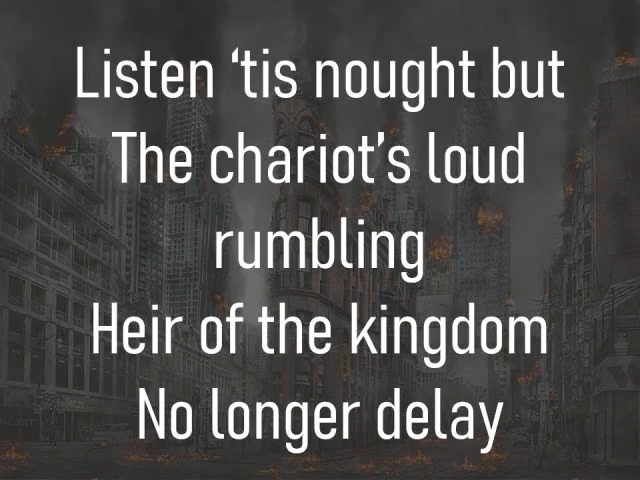 Listen ‘tis nought but
The chariot’s loud
rumbling
Heir of the kingdom
No longer delay